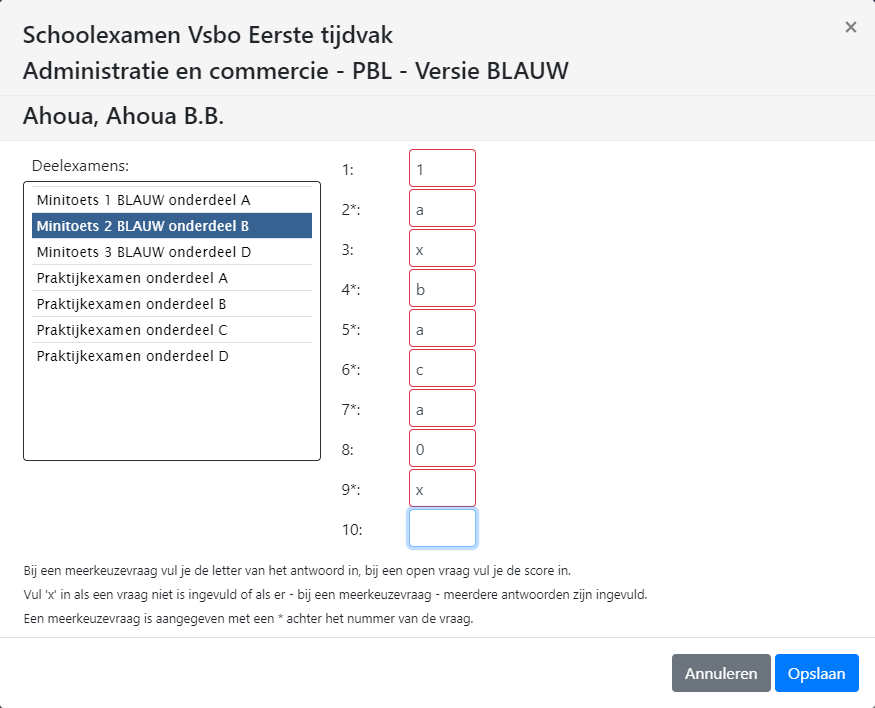 Schoolexamen Vsbo Eerste tijdvak
×
Administratie en commercie - PBL - Versie BLAUW
Ahoua, Ahoua B.B.
Deelexamens:
Minitoets 1 BLAUW onderdeel A
Minitoets 2 BLAUW onderdeel B
Minitoets 3 BLAUW onderdeel D
Praktijkexamen onderdeel A
Praktijkexamen onderdeel B
Praktijkexamen onderdeel C
Praktijkexamen onderdeel D
1: 1
2*: a
3: x
4*: b
5*: a
6*: c
7*: a
8: 0
9*: x
10:
Bij een meerkeuzevraag vul je de letter van het antwoord in, bij een open vraag vul je de score in.
Vul 'x' in als een vraag niet is ingevuld of als er - bij een meerkeuzevraag - meerdere antwoorden zijn ingevuld.
Een meerkeuzevraag is aangegeven met een * achter het nummer van de vraag.
Annuleren Opslaan